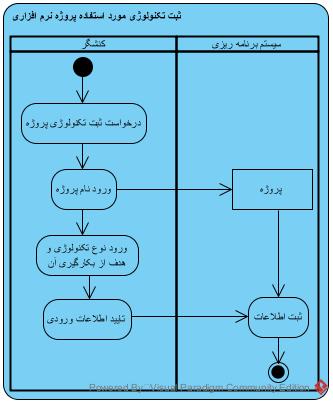 ثبت تکنولوژی مورد استفاده پروژه نرم افزاری
کنشگر
سیستم برنامه ریزی
درخواست ثبت تکنولوژی پروژه
ورود نام پروژه
پروژه
ورود نوع تکنولوژی و
هدف از بکارگیری آن
تایید اطلاعات ورودی
ثبت اطلاعات
Powered By Visual Paradigm Community Edition